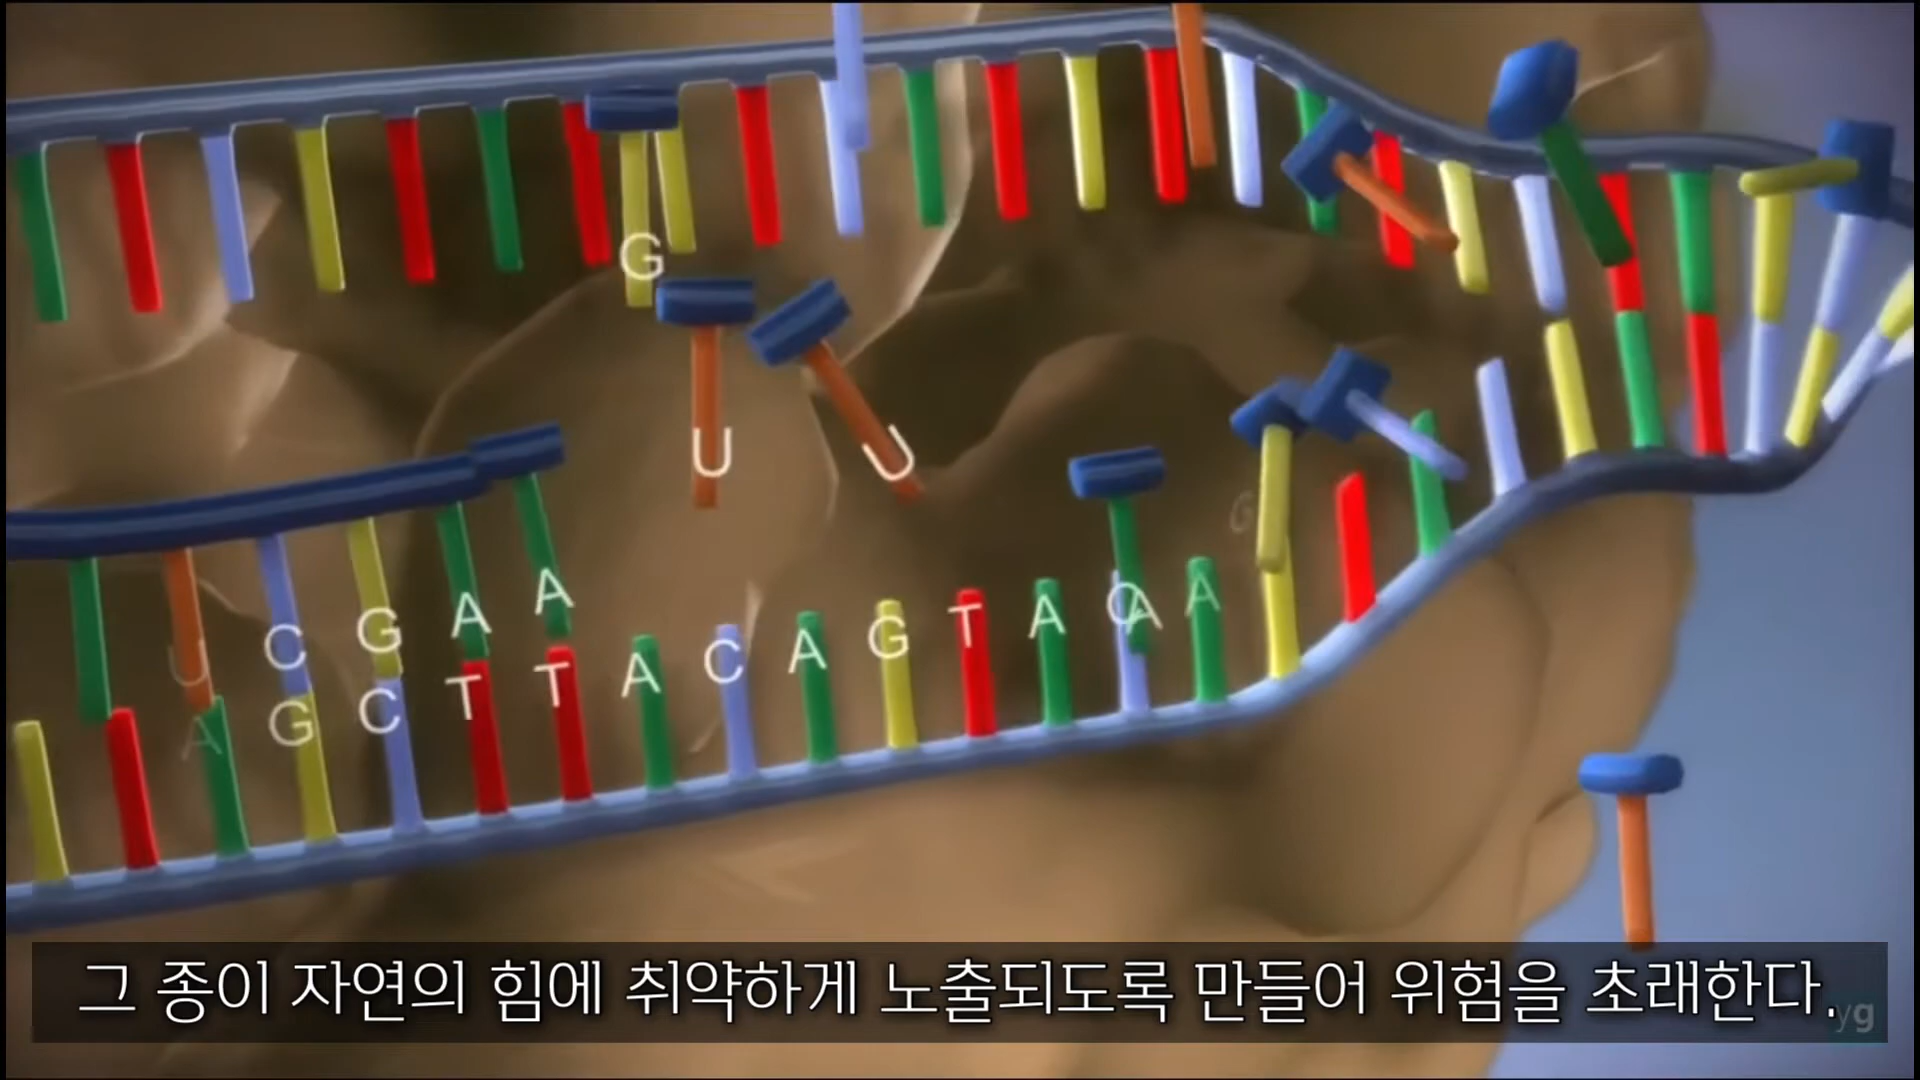 G
U U
A
C G A
U
A G C T T A C A G T A C A A
G
그 종이 자연의 힘에 취약하게 노출되도록 만들어 위험을 초래한다.
yg